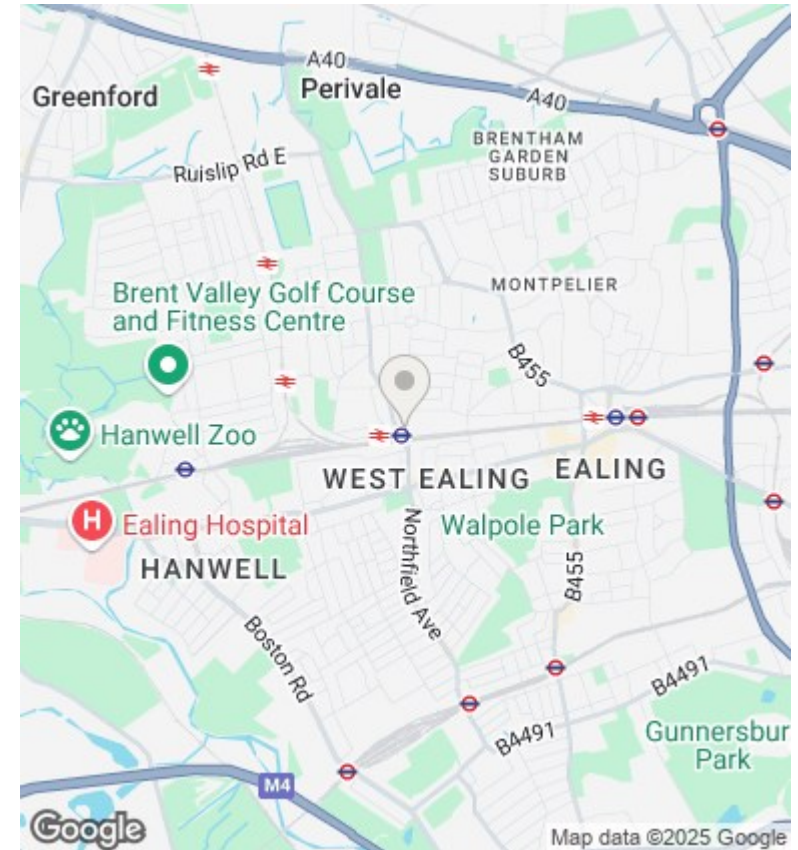 A40
Greenford
Perivale
A40
BRENTHAM
GARDEN
SUBURB
Ruislip Rd E
MONTPELIER
Brent Valley Golf Course
and Fitness Centre
B455
Hanwell Zoo
WEST EALING
EALING
H
Ealing Hospital
Northfield Ave
Walpole Park
HANWELL
B455
Boston Rd
B4491
B4491
Gunnersbur
Park
M4
Google
Map data ©2025 Google